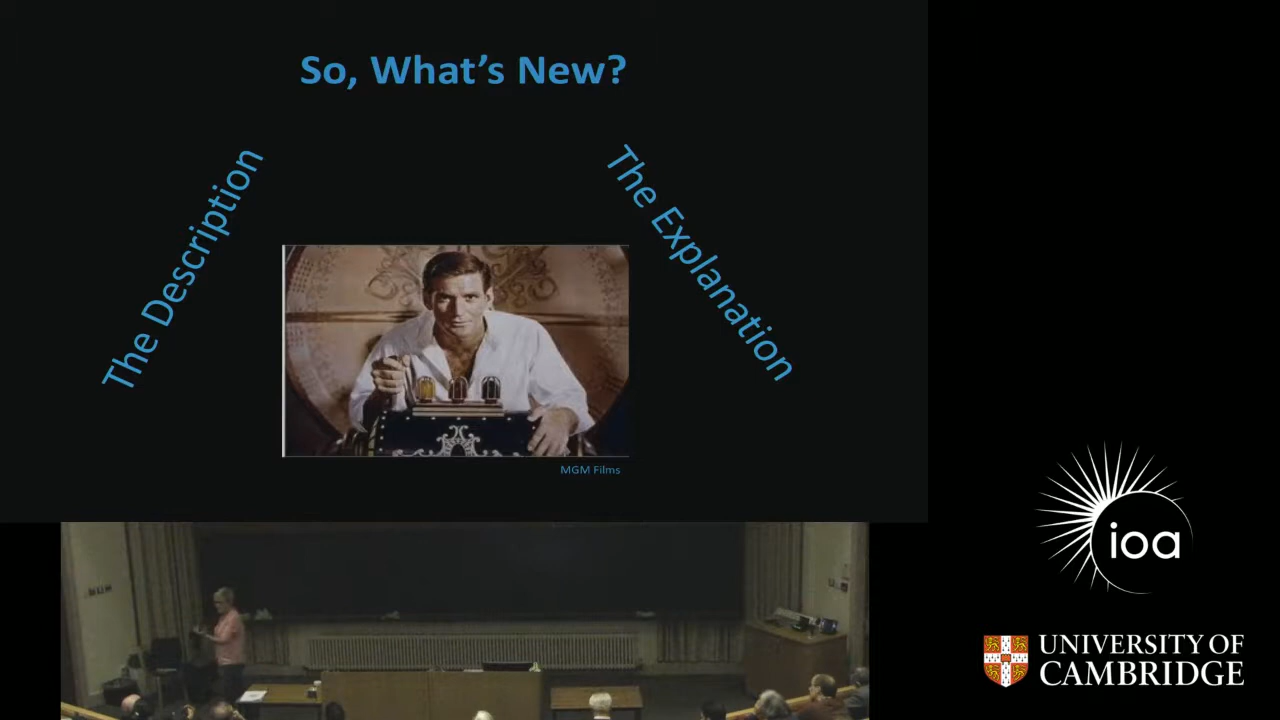 So, What's New?
The Description
The Explanation
MGM Films
ioa
UNIVERSITY OF
CAMBRIDGE